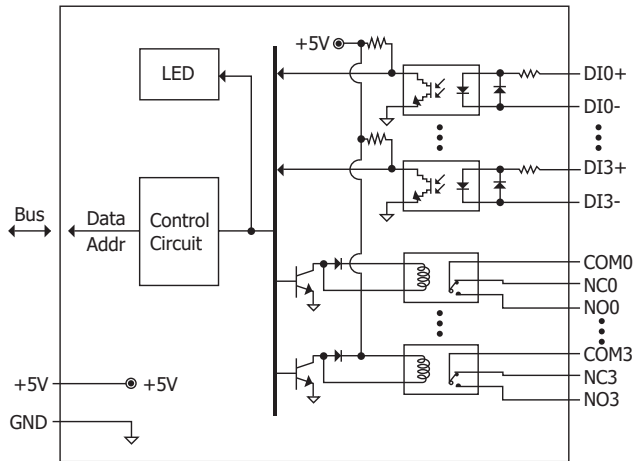 +5V
LED
DI0+
DI0-
DI3+
DI3-
Bus
Data
Addr
Control
Circuit
COM0
NC0
NO0
COM3
NC3
NO3
+5V
+5V
GND